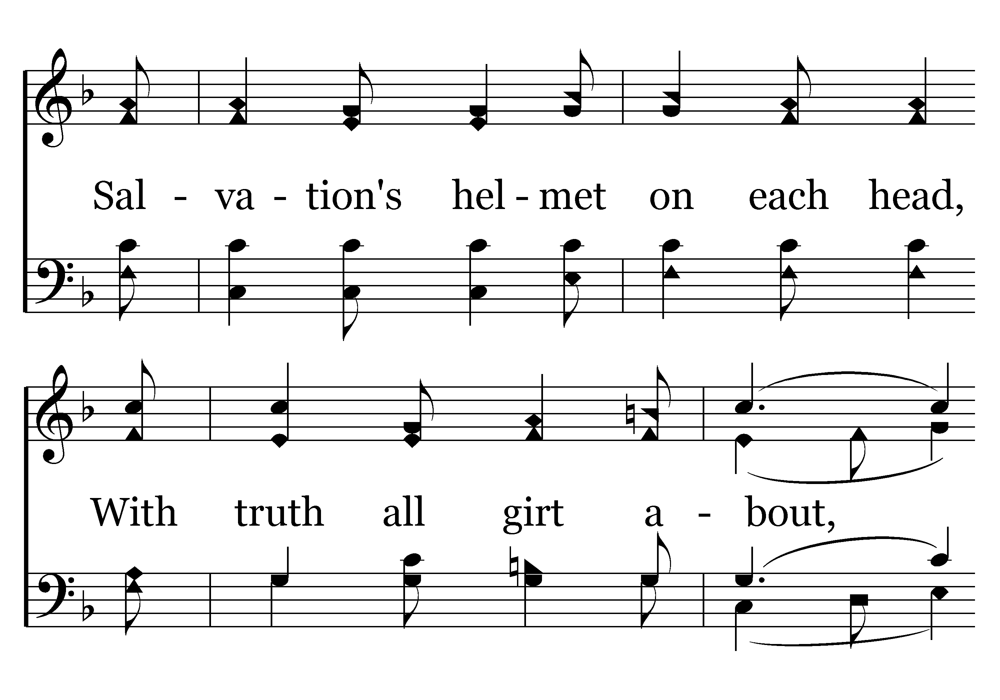 Sal - va - tion's hel - met on each head,
With truth all girt a - bout,